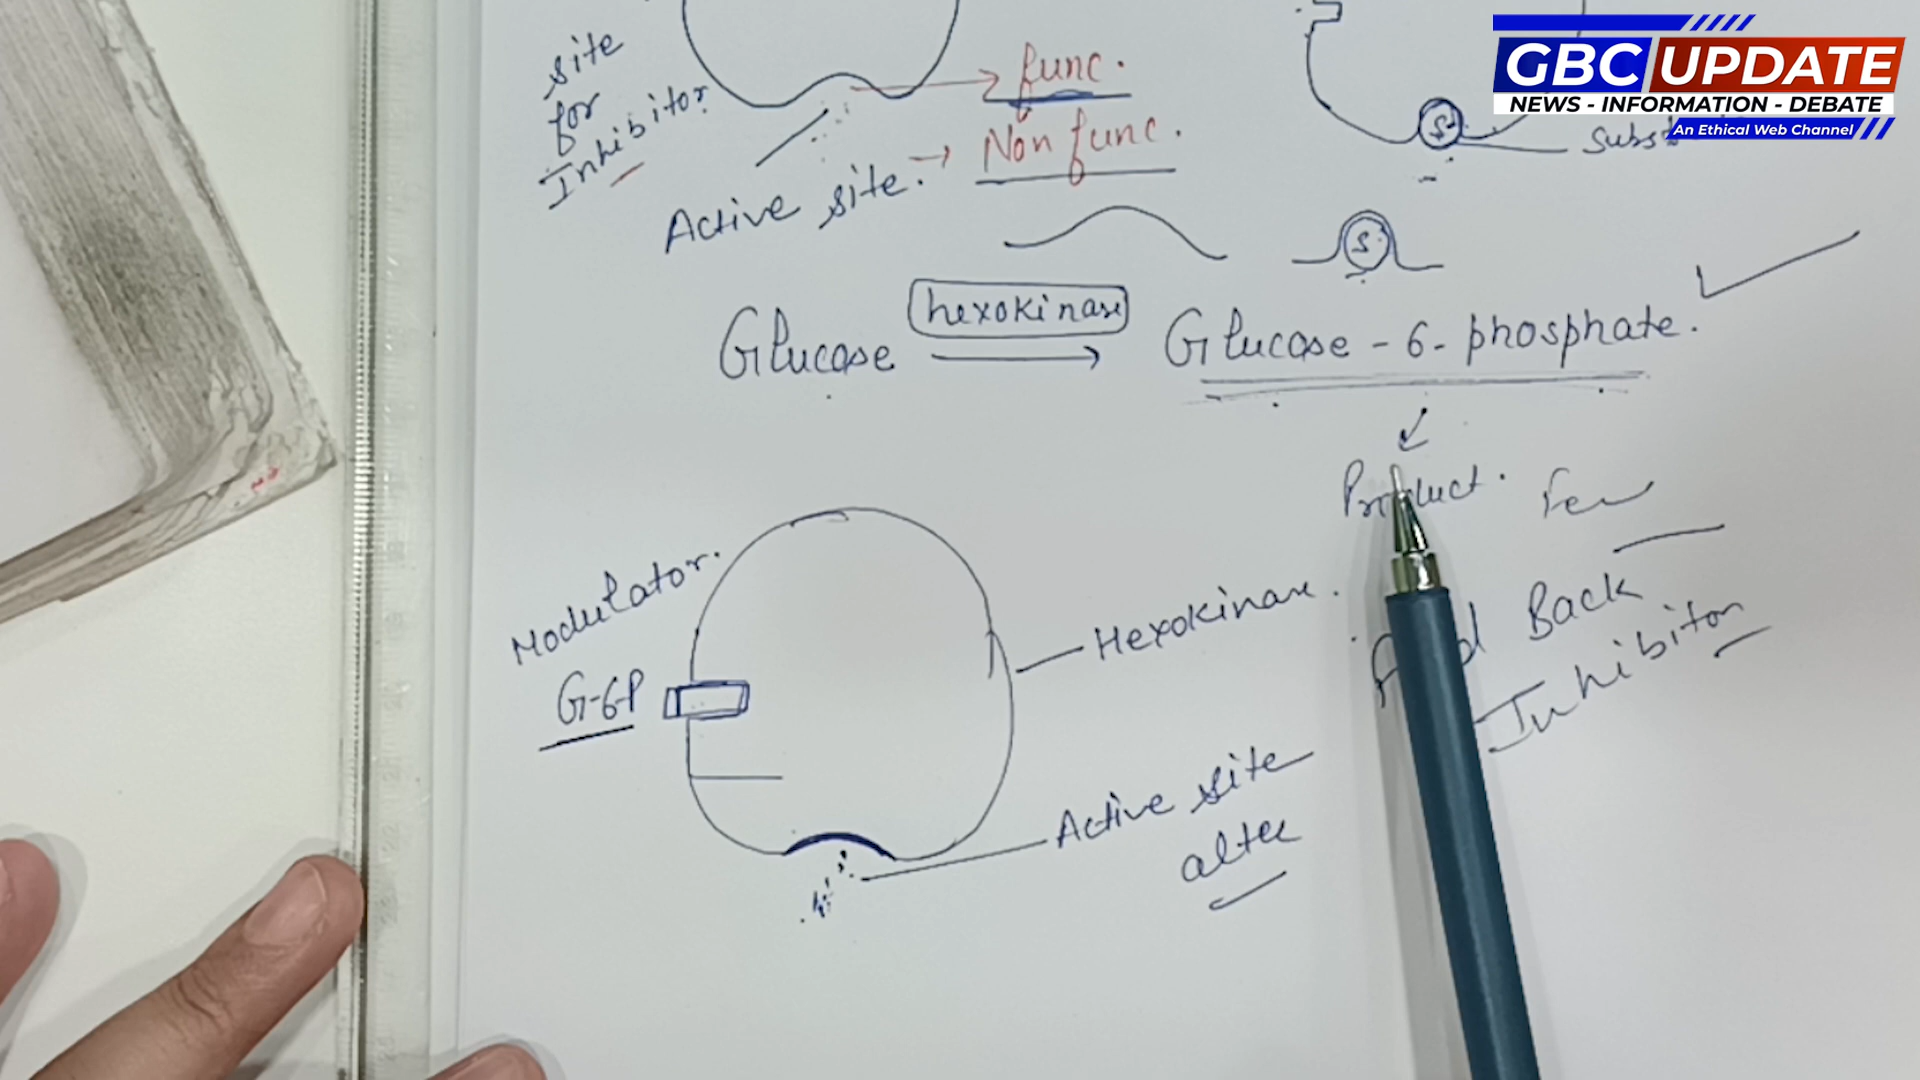 GBC UPDATE
NEWS - INFORMATION - DEBATE
An Ethical Web Channel
site
for
Inhibitor
func.
Non func.
Active site.
S
S
Glucose hexokinase Glucose - 6 - phosphate.
Product.
Back
Inhibiton
Modulator.
G-6P
Hexokinase.
Active site
alter